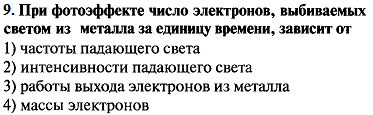 9. При фотоэффекте число электронов, выбиваемых
светом из металла за единицу времени, зависит от
1) частоты падающего света
2) интенсивности падающего света
3) работы выхода электронов из металла
4) массы электронов